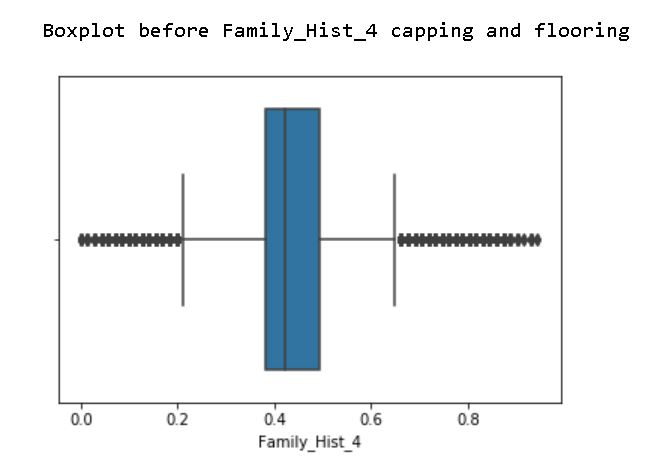 Boxplot before Family_Hist_4 capping and flooring
0.0 0.2 0.4 0.6 0.8
Family_Hist_4